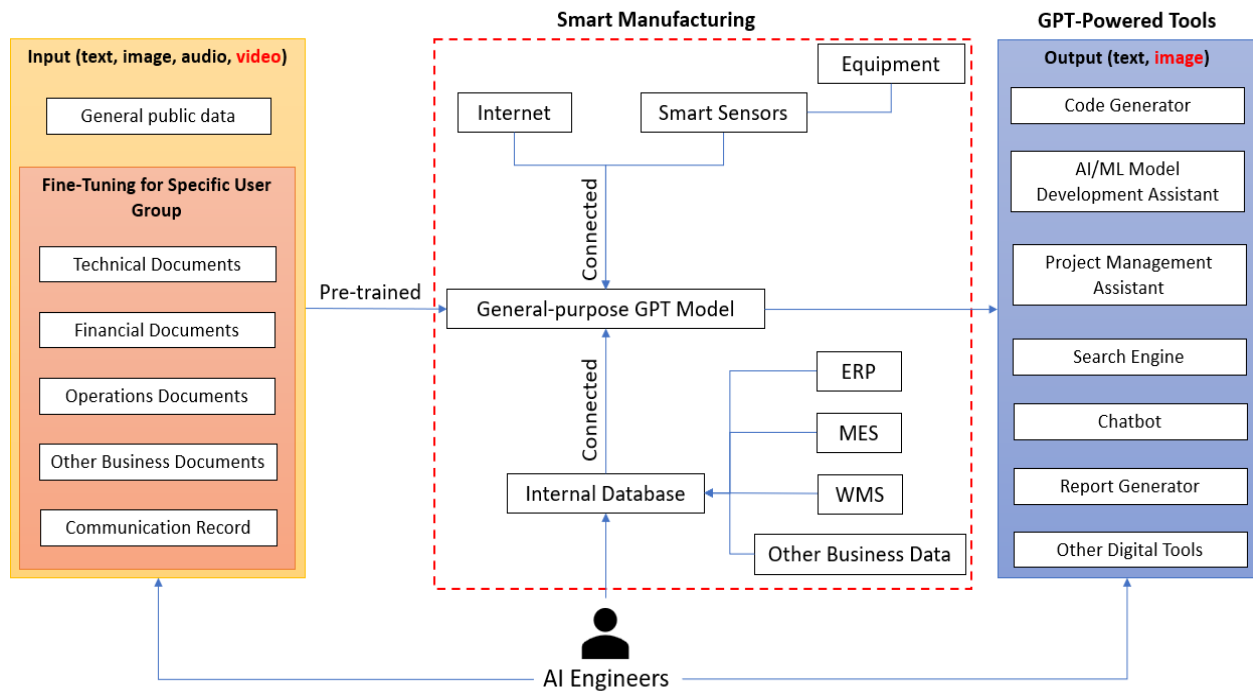 Smart Manufacturing
GPT-Powered Tools
Input (text, image, audio, video)
General public data
Fine-Tuning for Specific User
Group
Technical Documents
Financial Documents
Operations Documents
Other Business Documents
Communication Record
Pre-trained
Equipment
Internet
Smart Sensors
Connected
General-purpose GPT Model
Connected
ERP
MES
Internal Database
WMS
Other Business Data
Output (text, image)
Code Generator
AI/ML Model
Development Assistant
Project Management
Assistant
Search Engine
Chatbot
Report Generator
Other Digital Tools
AI Engineers